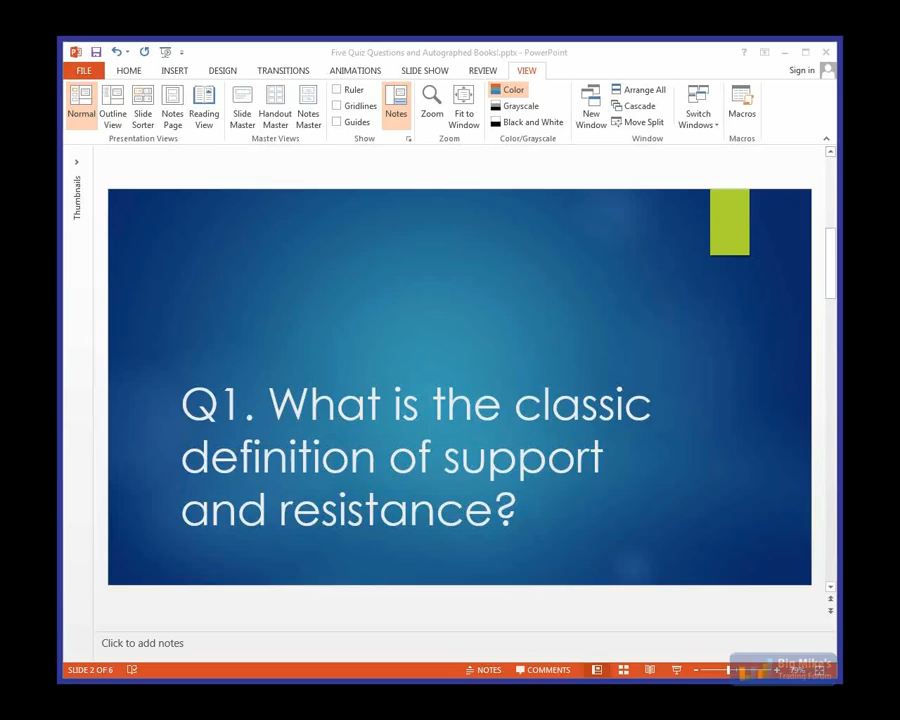 Five Quiz Questions and Autographed Books!.pptx - PowerPoint
FILE HOME INSERT DESIGN TRANSITIONS ANIMATIONS SLIDE SHOW REVIEW VIEW Sign in
Normal
Outline View
Slide Sorter
Notes Page
Reading View
Presentation Views
Slide Master
Handout Master
Notes Master
Master Views
Ruler
Gridlines
Guides
Show
Notes
Zoom
Fit to Window
Zoom
Color
Grayscale
Black and White
Color/Grayscale
New Window
Arrange All
Cascade
Move Split
Window
Switch Windows
Macros
Macros
Thumbnails
Q1. What is the classic
definition of support
and resistance?
Click to add notes
SLIDE 2 OF 6 NOTES COMMENTS
Big Mike's
Trading Forum